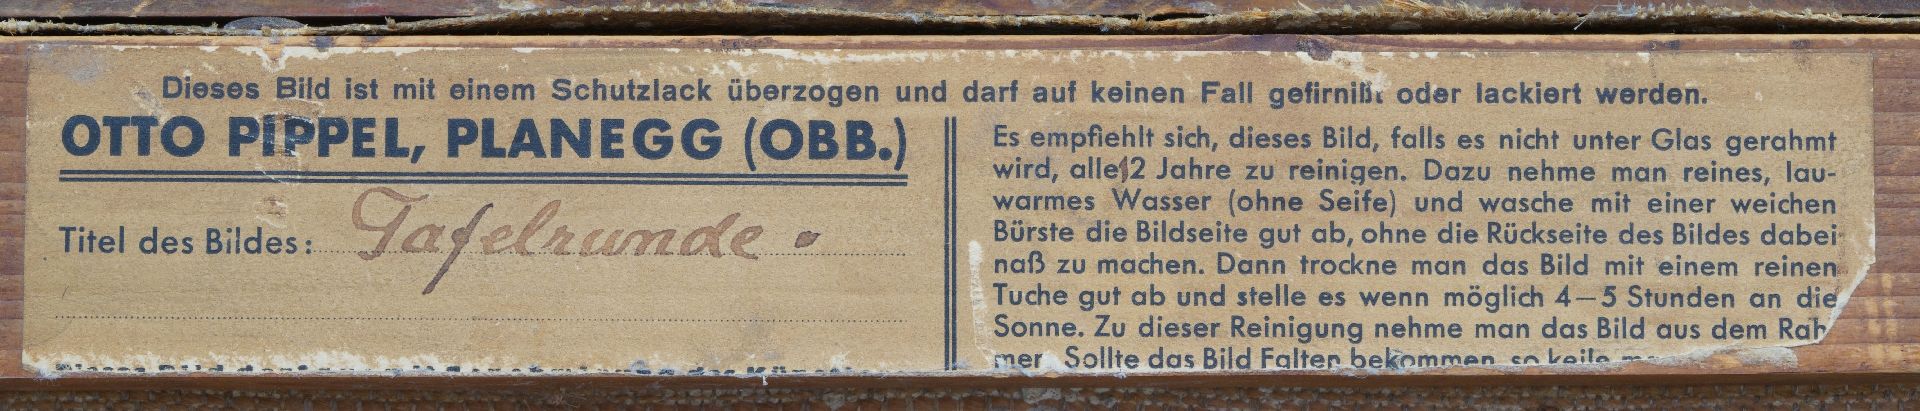 Dieses Bild ist mit einem Schutzlack überzogen und darf auf keinen Fall gefirnißt oder lackiert werden.
OTTO PIPPEL, PLANEGG (OBB.)
Titel des Bildes: Tafelrunde.
Es empfiehlt sich, dieses Bild, falls es nicht unter Glas gerahmt
wird, alle 12 Jahre zu reinigen. Dazu nehme man reines, lau-
warmes Wasser (ohne Seife) und wasche mit einer weichen
Bürste die Bildseite gut ab, ohne die Rückseite des Bildes dabei
naß zu machen. Dann trockne man das Bild mit einem reinen
Tuche gut ab und stelle es wenn möglich 4–5 Stunden an die
Sonne. Zu dieser Reinigung nehme man das Bild aus dem Rah-
men. Sollte das Bild Falten bekommen, so keile